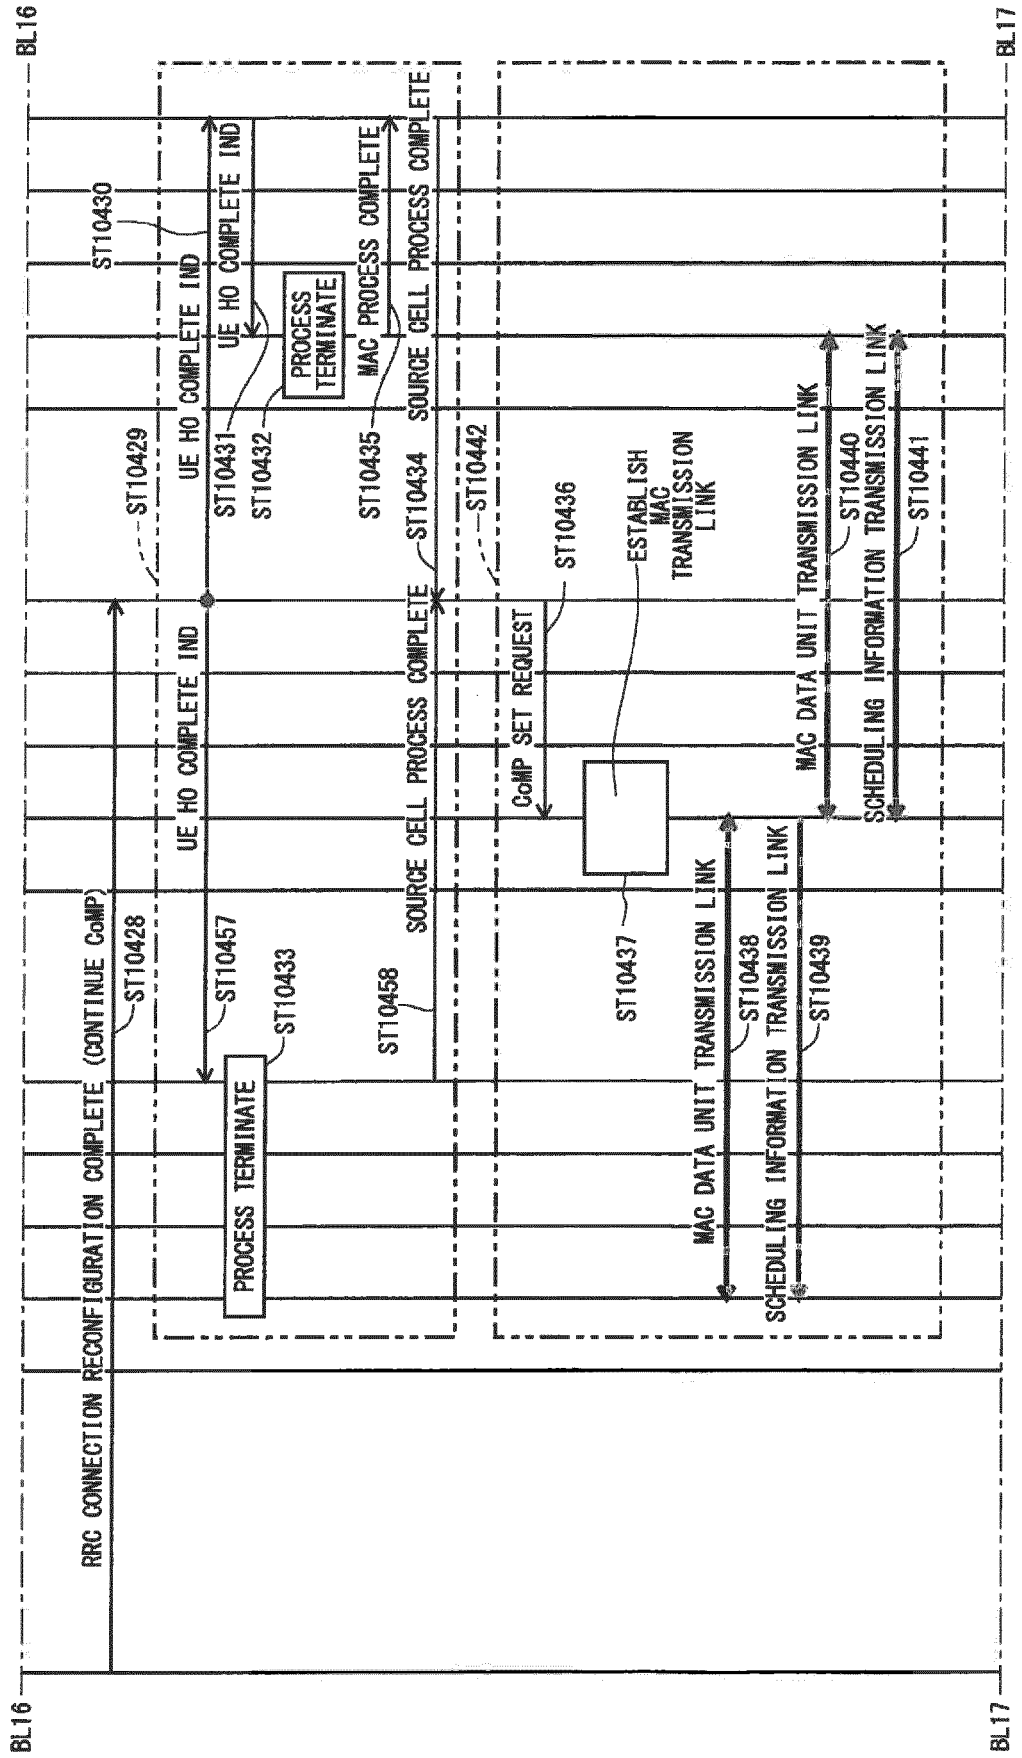 BL16
BL16
RRC CONNECTION RECONFIGURATION COMPLETE (CONTINUE CoMP)
ST10428
ST10429
ST10430
UE HO COMPLETE IND
UE HO COMPLETE IND
ST10457
UE HO COMPLETE IND
ST10431
PROCESS TERMINATE
ST10433
PROCESS
TERMINATE
ST10432
MAC PROCESS COMPLETE
ST10435
SOURCE CELL PROCESS COMPLETE
ST10458
SOURCE CELL PROCESS COMPLETE
ST10434
ST10442
CoMP SET REQUEST
ST10436
ST10437
ESTABLISH
MAC
TRANSMISSION
LINK
MAC DATA UNIT TRANSMISSION LINK
ST10438
SCHEDULING INFORMATION TRANSMISSION LINK
ST10439
MAC DATA UNIT TRANSMISSION LINK
ST10440
SCHEDULING INFORMATION TRANSMISSION LINK
ST10441
BL17
BL17